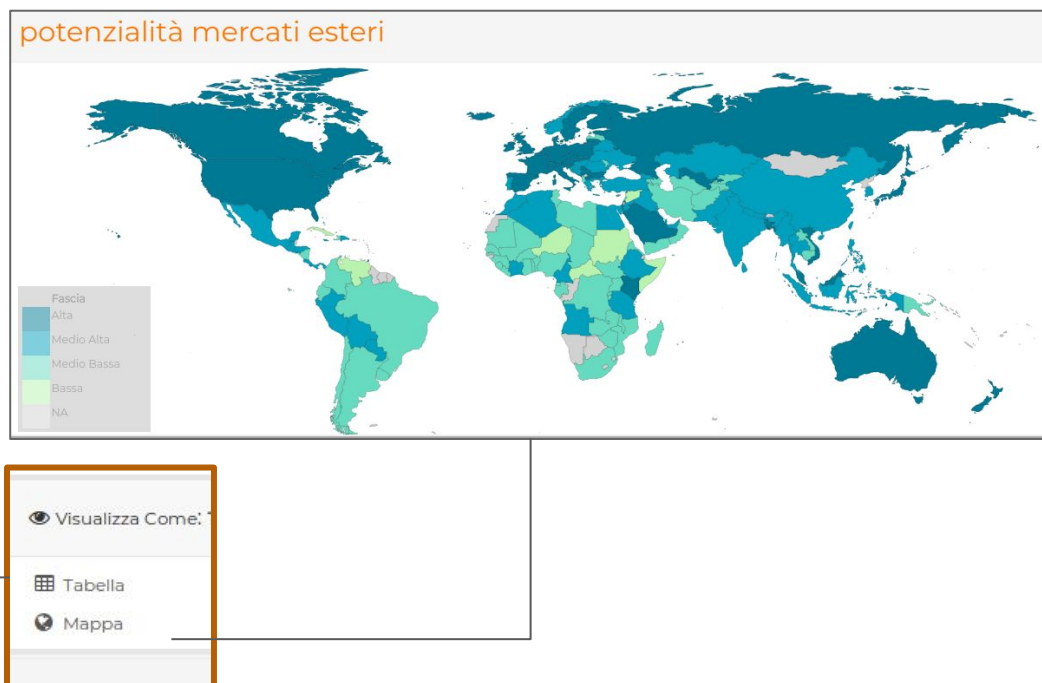 potenzialità mercati esteri
Fascia
Alta
Medio Alta
Medio Bassa
Bassa
NA
Visualizza Come:
Tabella
Mappa